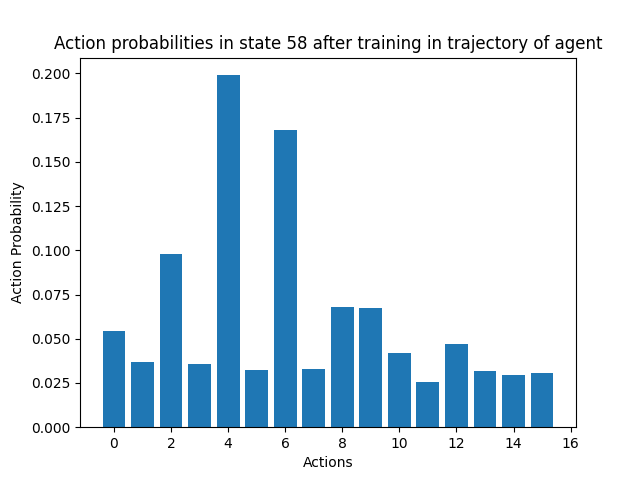 Action probabilities in state 58 after training in trajectory of agent
0.200
0.175
0.150
0.125
0.100
0.075
0.050
0.025
0.000
Action Probability
0 2 4 6 8 10 12 14 16
Actions